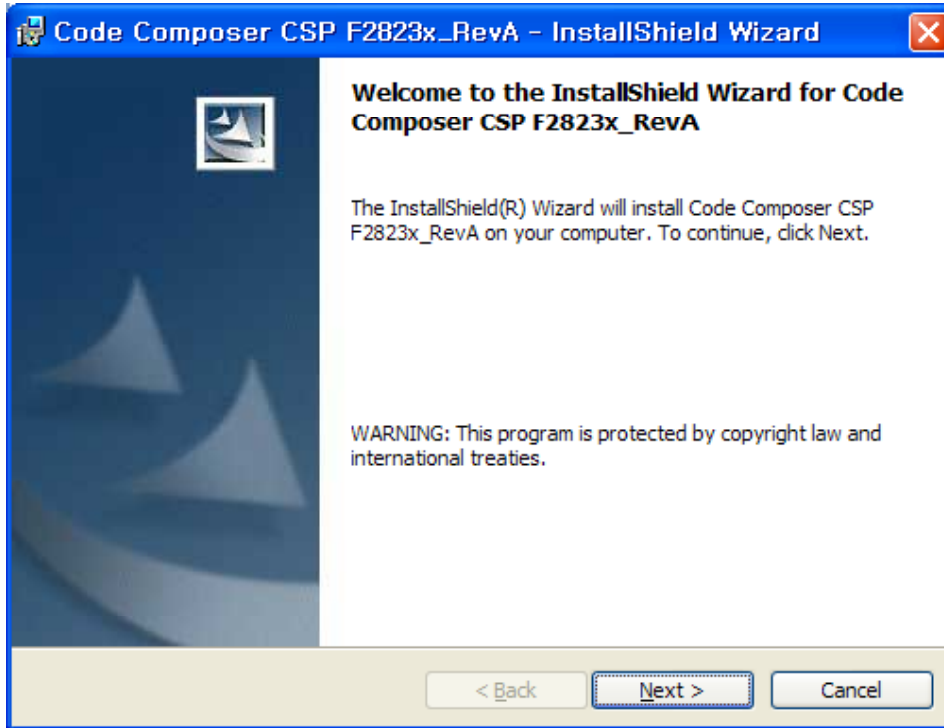 Code Composer CSP F2823x_RevA - InstallShield Wizard
Welcome to the InstallShield Wizard for Code
Composer CSP F2823x_RevA
The InstallShield(R) Wizard will install Code Composer CSP
F2823x_RevA on your computer. To continue, click Next.
WARNING: This program is protected by copyright law and
international treaties.
< Back
Next >
Cancel